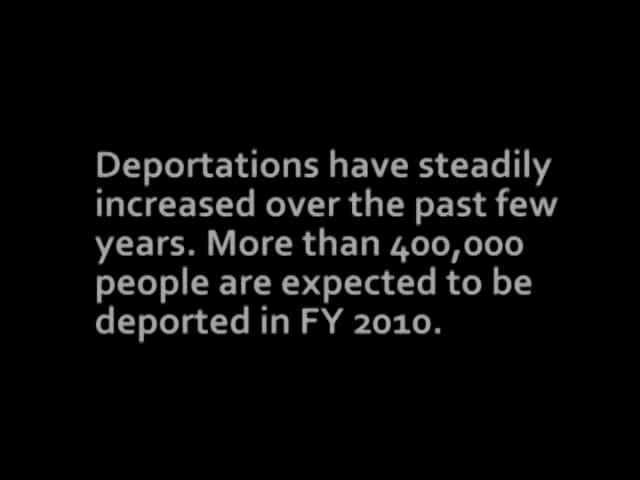 Deportations have steadily
increased over the past few
years. More than 400,000
people are expected to be
deported in FY 2010.